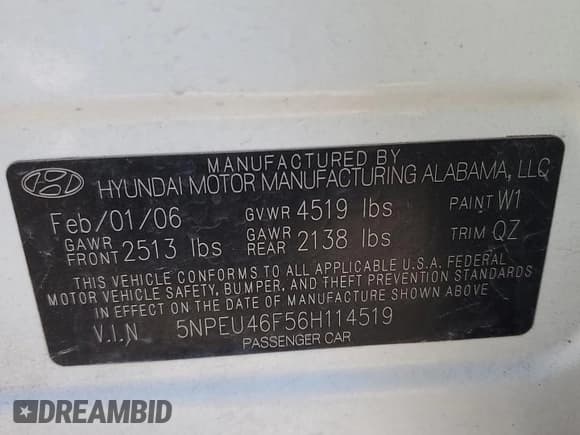 MANUFACTURED BY
HYUNDAI MOTOR MANUFACTURING ALABAMA, LLC
Feb/01/06 GVWR 4519 lbs PAINT W1
GAWR FRONT 2513 lbs GAWR REAR 2138 lbs TRIM QZ
THIS VEHICLE CONFORMS TO ALL APPLICABLE U.S.A. FEDERAL
MOTOR VEHICLE SAFETY, BUMPER, AND THEFT PREVENTION STANDARDS
IN EFFECT ON THE DATE OF MANUFACTURE SHOWN ABOVE
V.I.N 5NPEU46F56H114519
PASSENGER CAR
DREAMBID